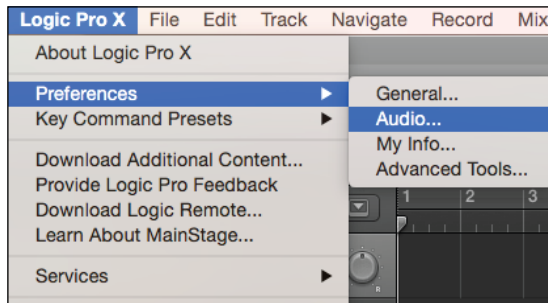 Logic Pro X File Edit Track Navigate Record Mix
About Logic Pro X
Preferences
General...
Key Command Presets
Audio...
My Info...
Download Additional Content...
Advanced Tools...
Provide Logic Pro Feedback
Download Logic Remote...
1 2 3
Learn About MainStage...
Services
R